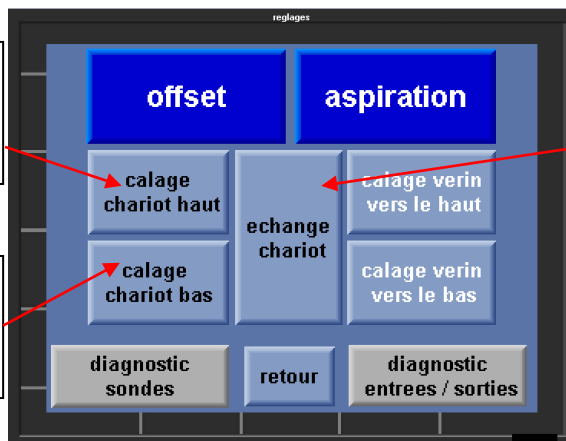 reglages
offset
aspiration
calage
chariot haut
echange
chariot
calage verin
vers le haut
calage
chariot bas
calage verin
vers le bas
diagnostic
sondes
retour
diagnostic
entrees / sorties